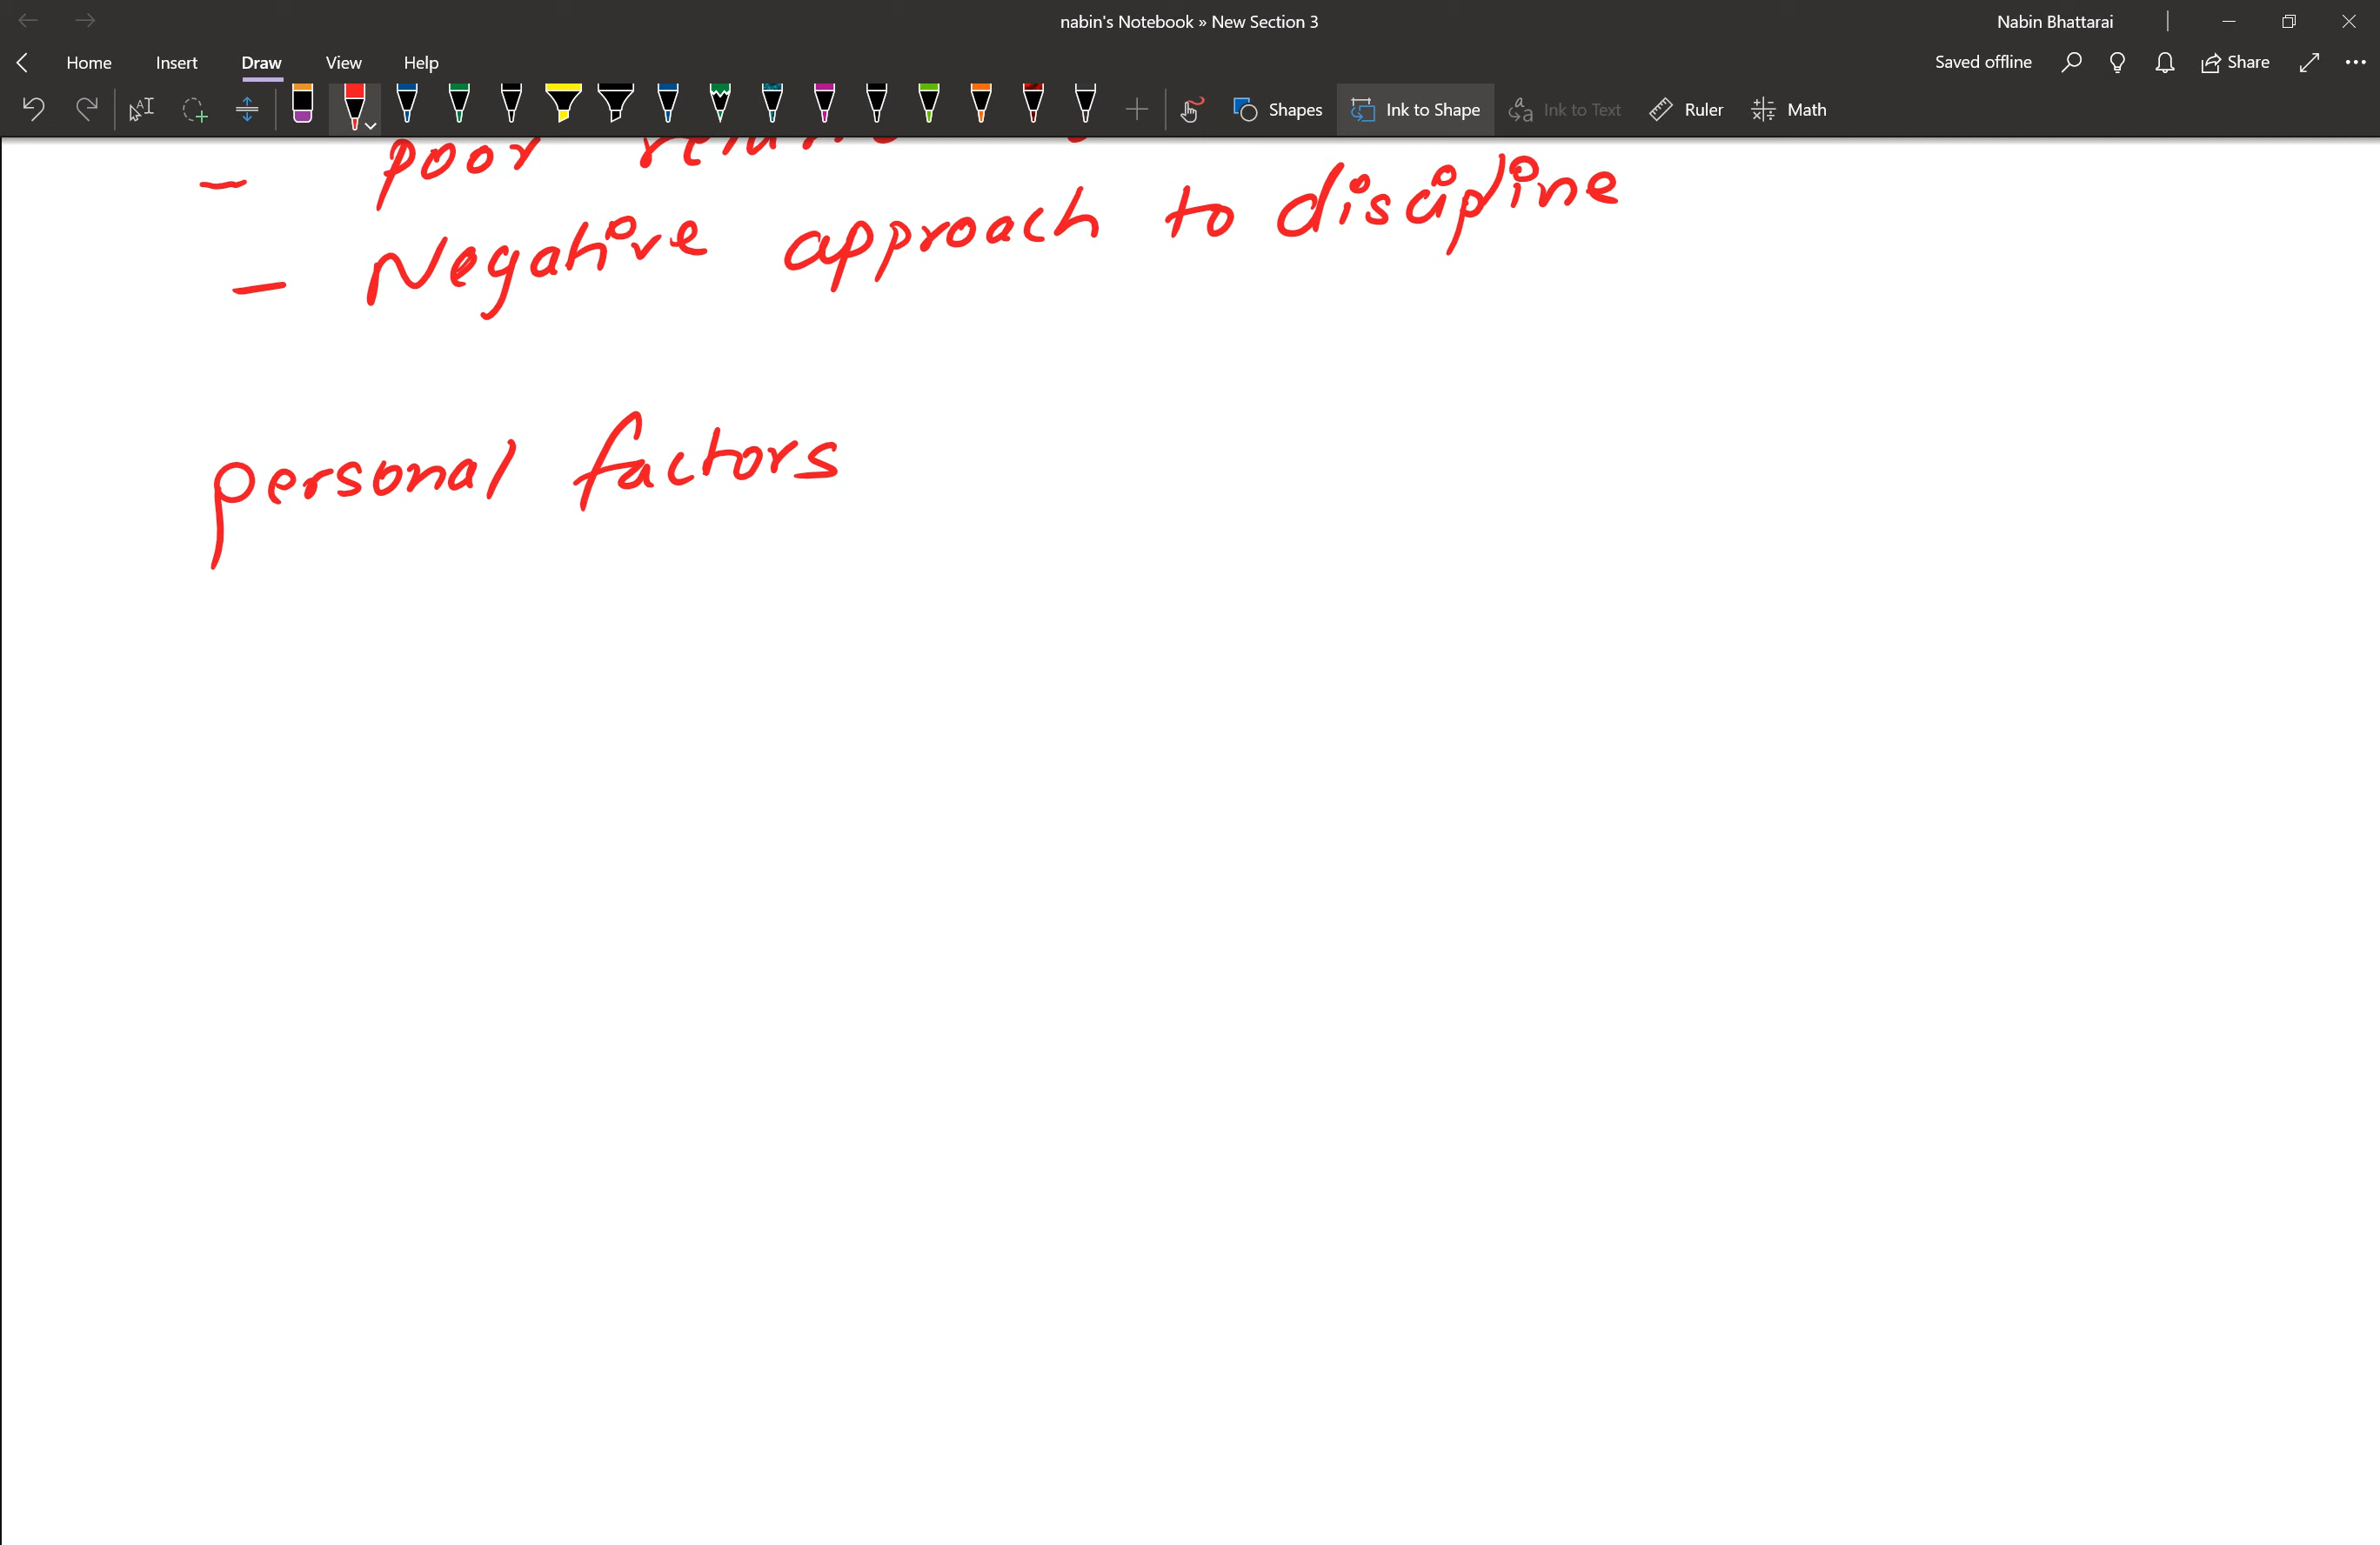 nabin's Notebook » New Section 3
Nabin Bhattarai
Home Insert Draw View Help
Saved offline
Share
Shapes Ink to Shape Ink to Text Ruler Math
- poor
- Negative approach to discipline
personal factors